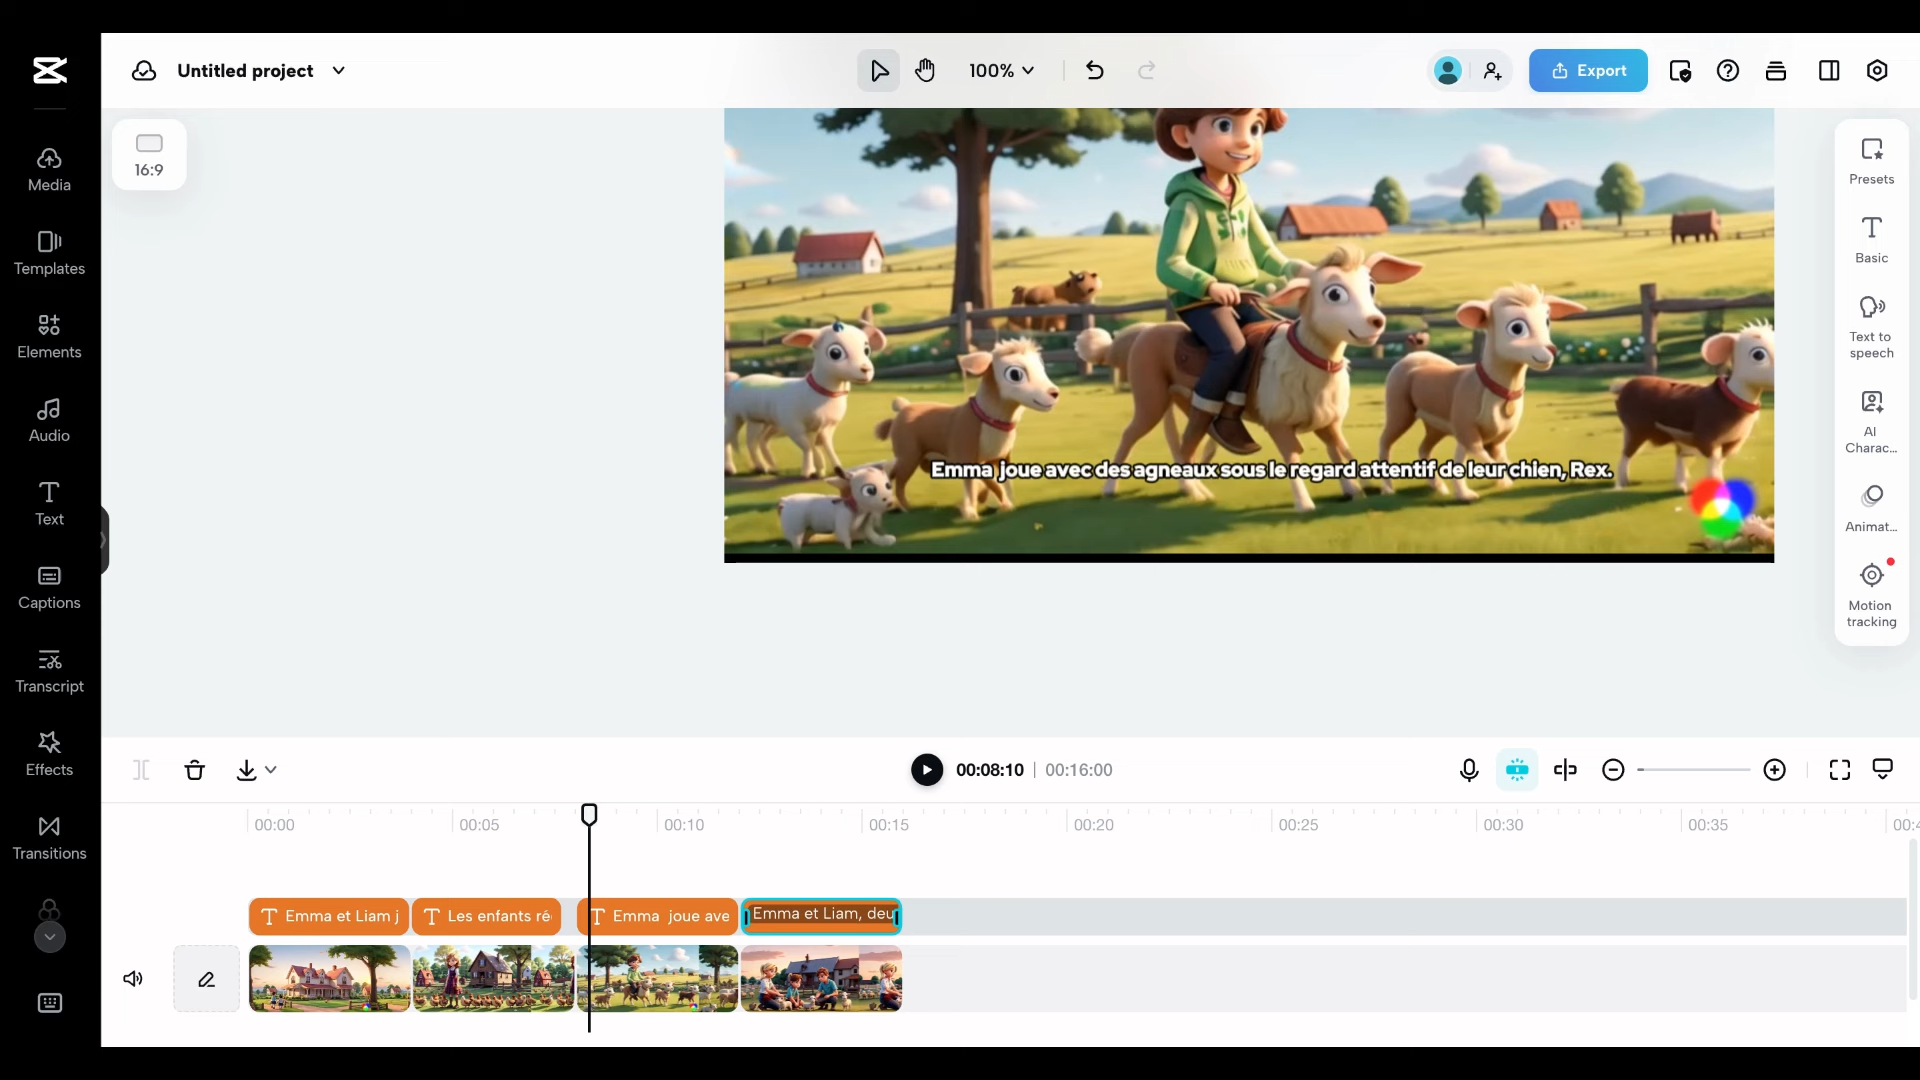 Untitled project
100%
Export
16:9
Media
Templates
Elements
Audio
Text
Captions
Transcript
Effects
Transitions
Presets
Basic
Text to
speech
AI
Charac...
Animat...
Motion
tracking
Emma joue avec des agneaux sous le regard attentif de leur chien, Rex.
00:08:10 | 00:16:00
00:00 00:05 00:10 00:15 00:20 00:25 00:30 00:35 00:4
Emma et Liam j
Les enfants ré
Emma joue ave
Emma et Liam, deu